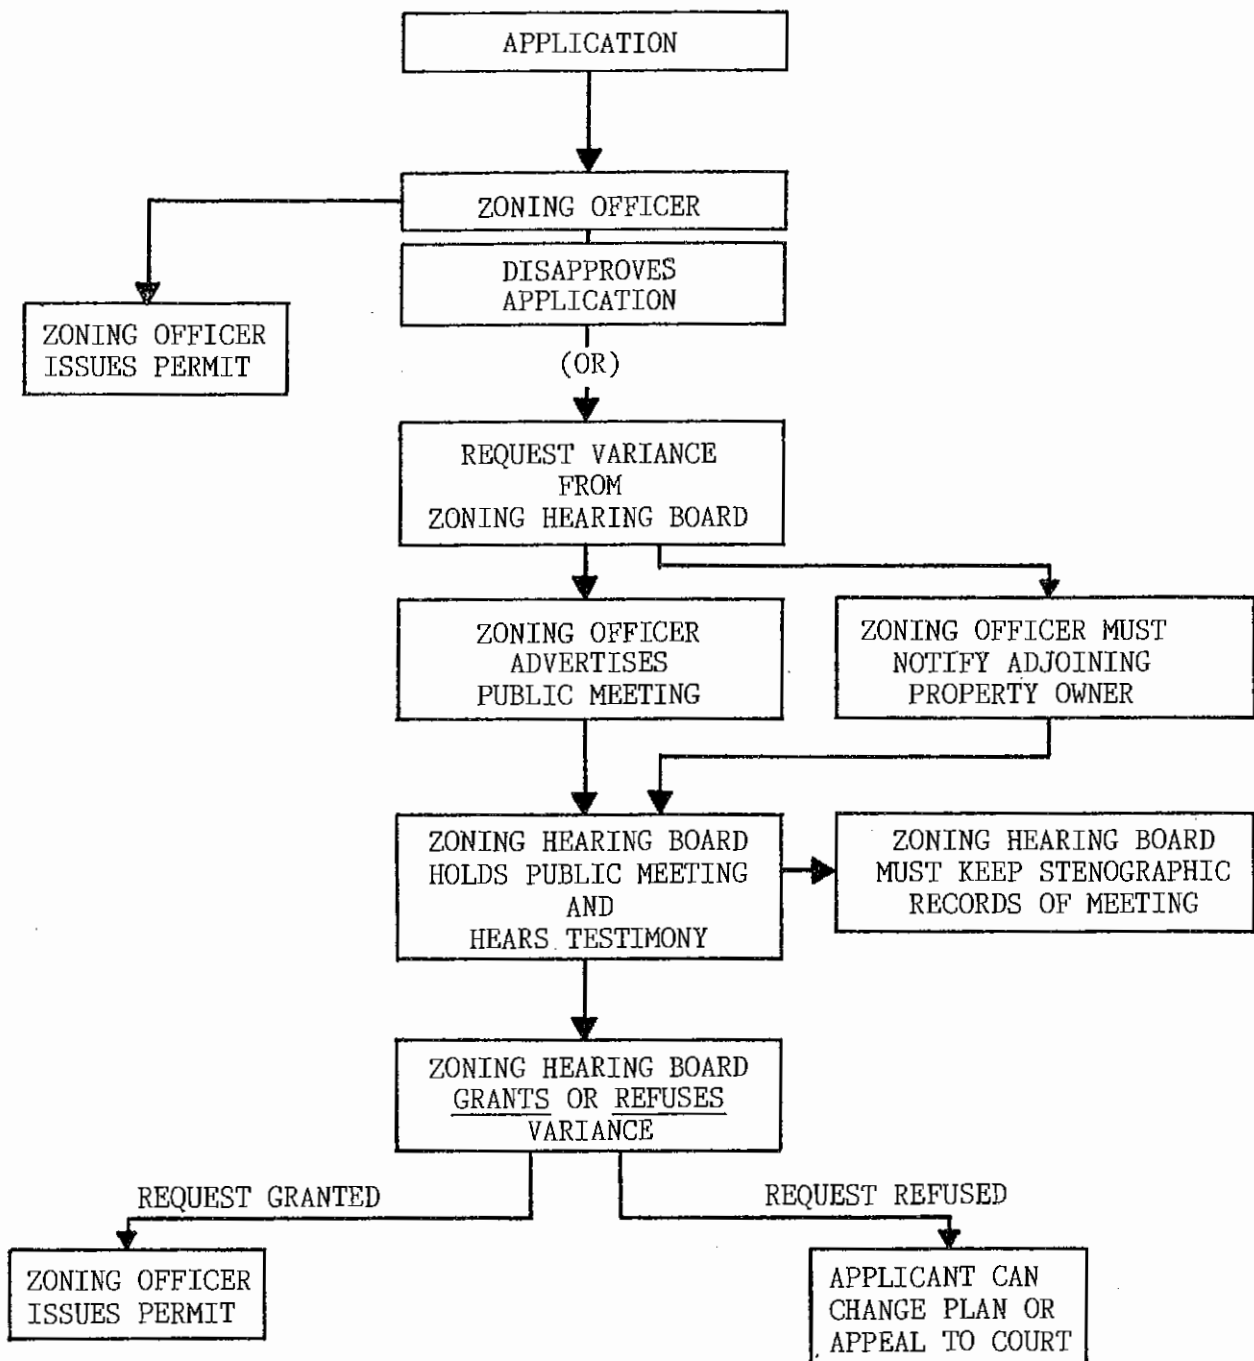 APPLICATION
ZONING OFFICER
DISAPPROVES
APPLICATION
ZONING OFFICER
ISSUES PERMIT
(OR)
REQUEST VARIANCE
FROM
ZONING HEARING BOARD
ZONING OFFICER
ADVERTISES
PUBLIC MEETING
ZONING OFFICER MUST
NOTIFY ADJOINING
PROPERTY OWNER
ZONING HEARING BOARD
HOLDS PUBLIC MEETING
AND
HEARS TESTIMONY
ZONING HEARING BOARD
MUST KEEP STENOGRAPHIC
RECORDS OF MEETING
ZONING HEARING BOARD
GRANTS OR REFUSES
VARIANCE
REQUEST GRANTED
REQUEST REFUSED
ZONING OFFICER
ISSUES PERMIT
APPLICANT CAN
CHANGE PLAN OR
APPEAL TO COURT